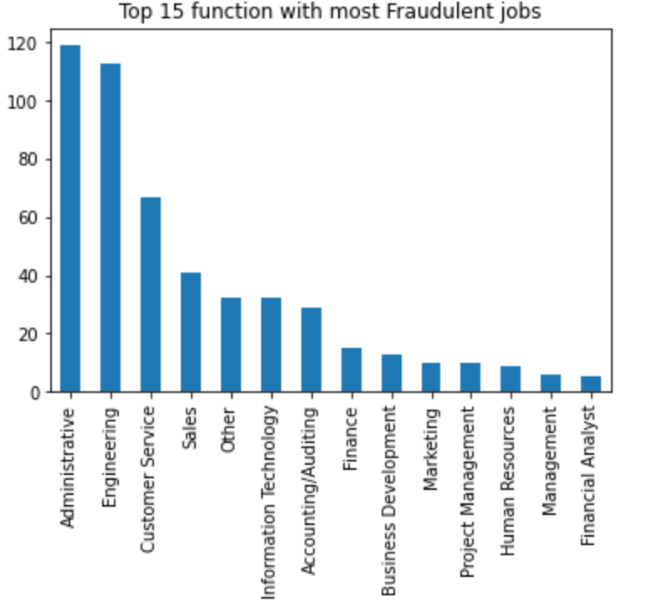 Top 15 function with most Fraudulent jobs
120
100
80
60
40
20
0
Administrative
Engineering
Customer Service
Sales
Other
Information Technology
Accounting/Auditing
Finance
Business Development
Marketing
Project Management
Human Resources
Management
Financial Analyst